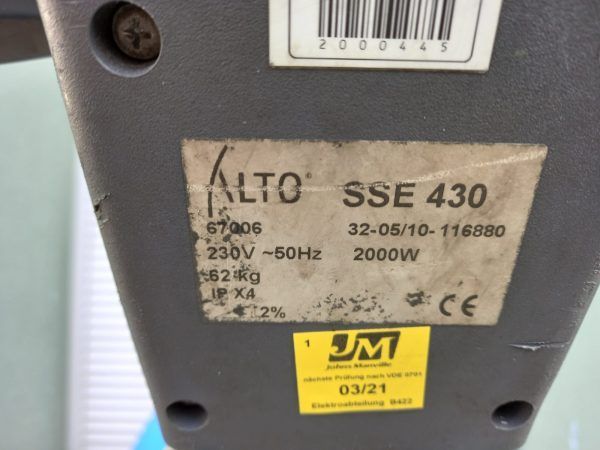 2000445
ALTO® SSE 430
67006 32-05/10-116880
230V ~50Hz 2000W
62 kg
IP X4
2%
CE
1
JM
Johns Manville
nächste Prüfung nach VDE 0701
03/21
Elektroabteilung B422